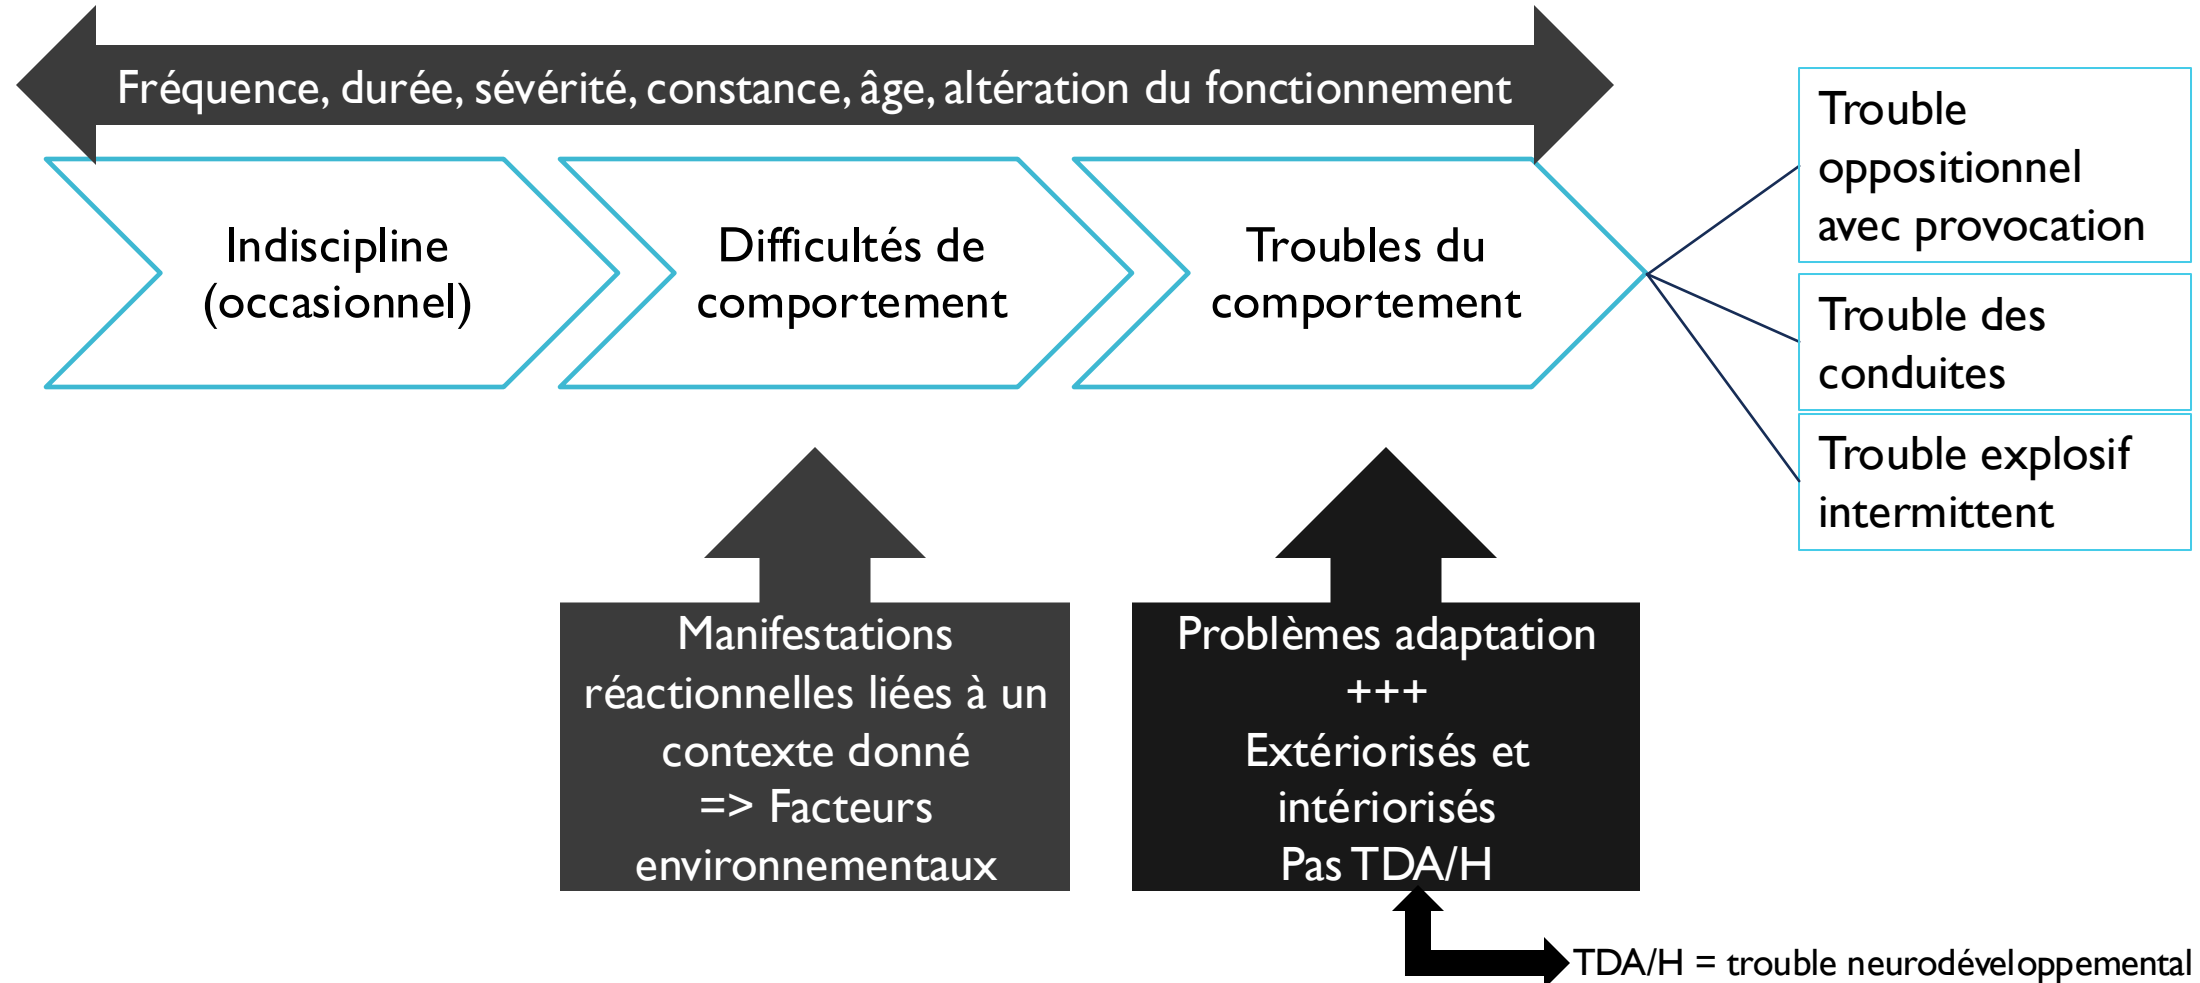 Fréquence, durée, sévérité, constance, âge, altération du fonctionnement
Indiscipline
(occasionnel)
Difficultés de
comportement
Troubles du
comportement
Trouble
oppositionnel
avec provocation
Trouble des
conduites
Trouble explosif
intermittent
Manifestations
réactionnelles liées à un
contexte donné
=> Facteurs
environnementaux
Problèmes adaptation
+++
Extériorisés et
intériorisés
Pas TDA/H
TDA/H = trouble neurodéveloppemental